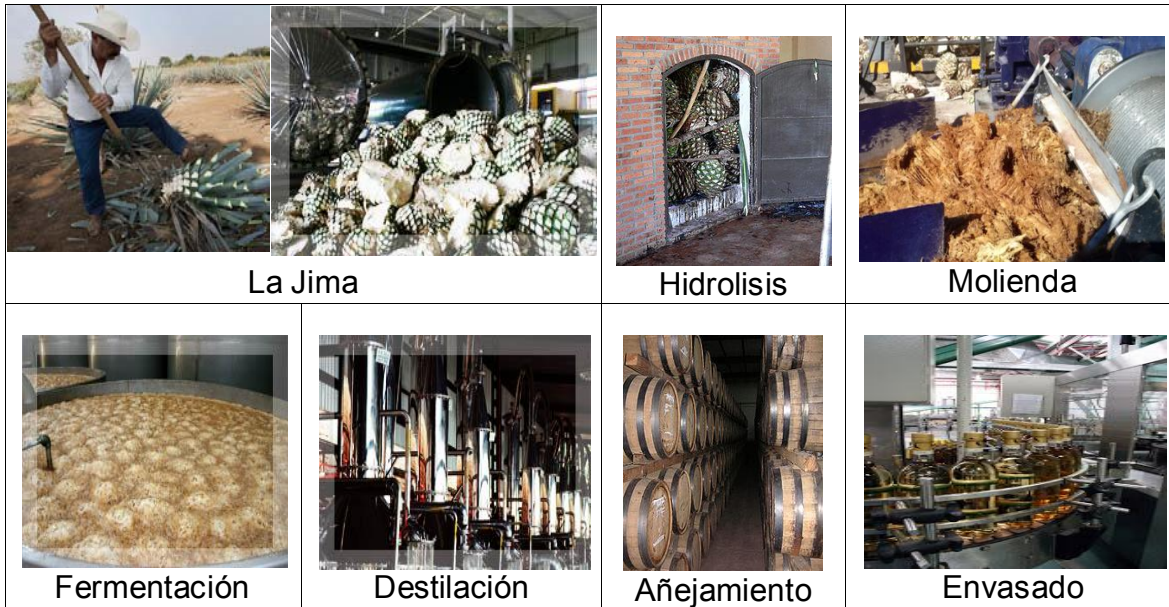 La Jima
Hidrolisis
Molienda
Fermentación
Destilación
Añejamiento
Envasado